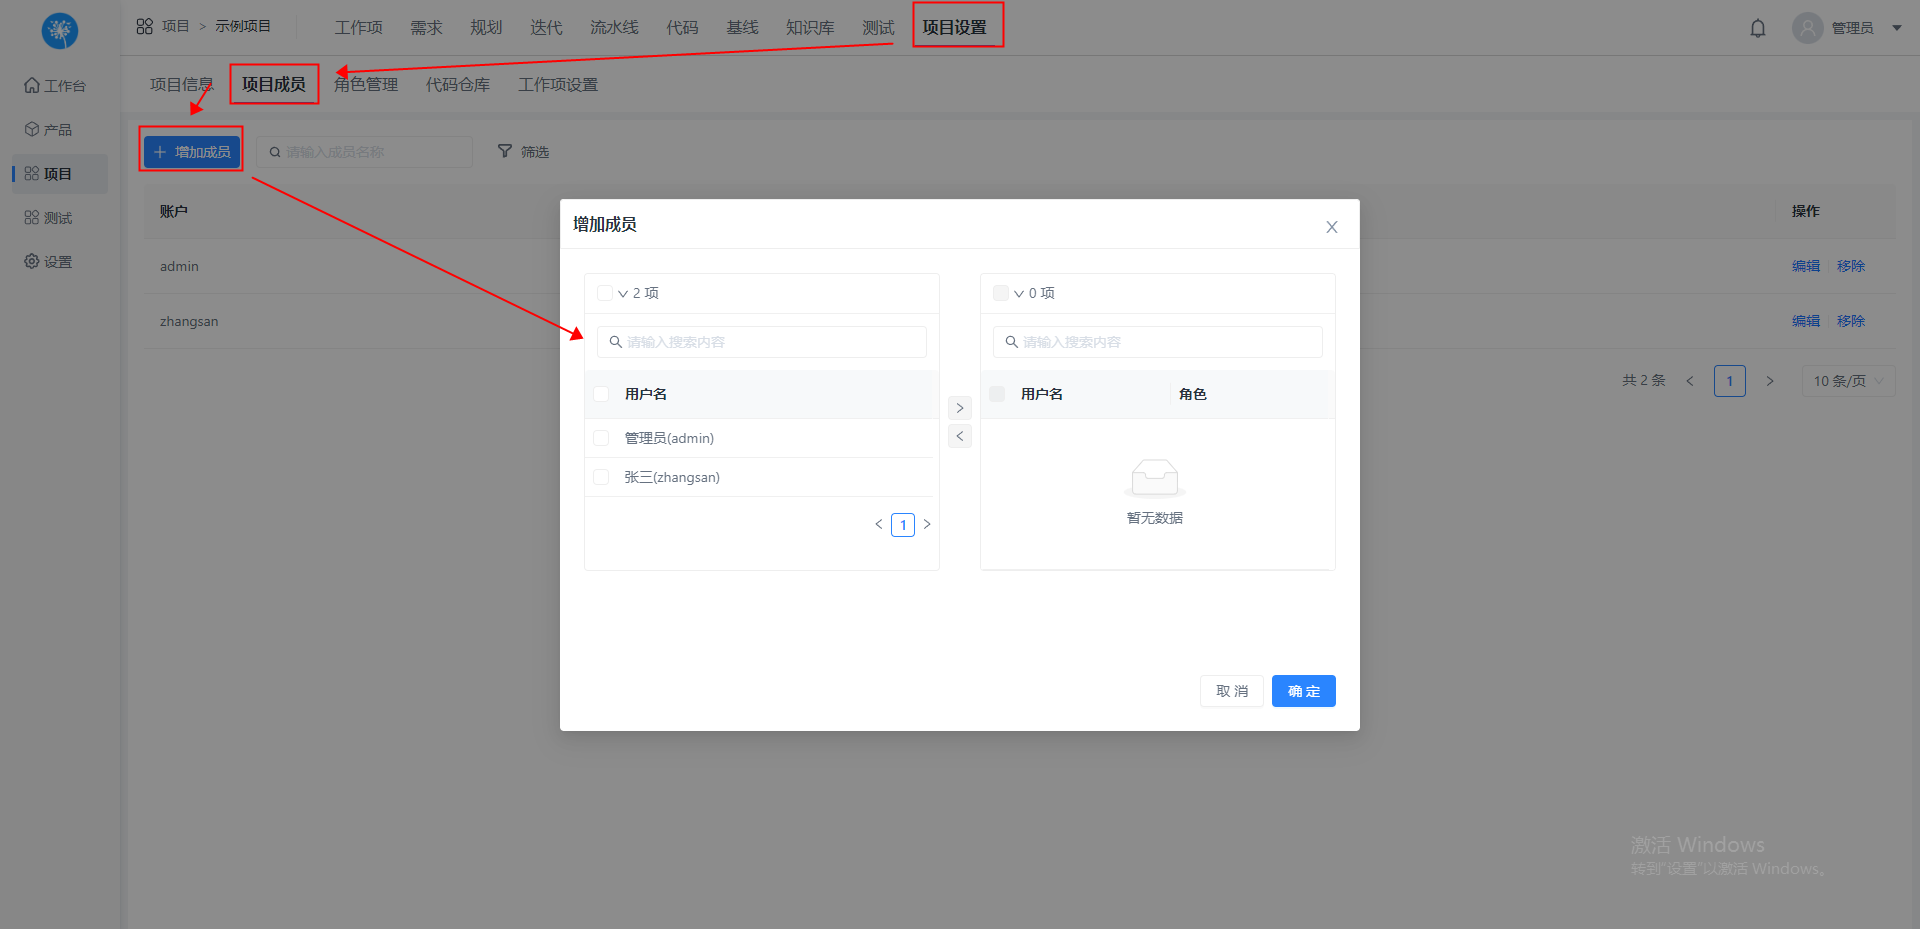 项目 > 示例项目 工作项 需求 规划 迭代 流水线 代码 基线 知识库 测试 项目设置 管理员
工作台
产品
项目
测试
设置
项目信息 项目成员 角色管理 代码仓库 工作项设置
增加成员 请输入成员名称 筛选
账户 操作
admin 编辑 移除
zhangsan 编辑 移除
共 2 条 < 1 > 10 条/页
增加成员
2 项
请输入搜索内容
用户名
管理员(admin)
张三(zhangsan)
< 1 >
>
<
0 项
请输入搜索内容
用户名 角色
暂无数据
取 消 确 定
激活 Windows
转到"设置"以激活 Windows。